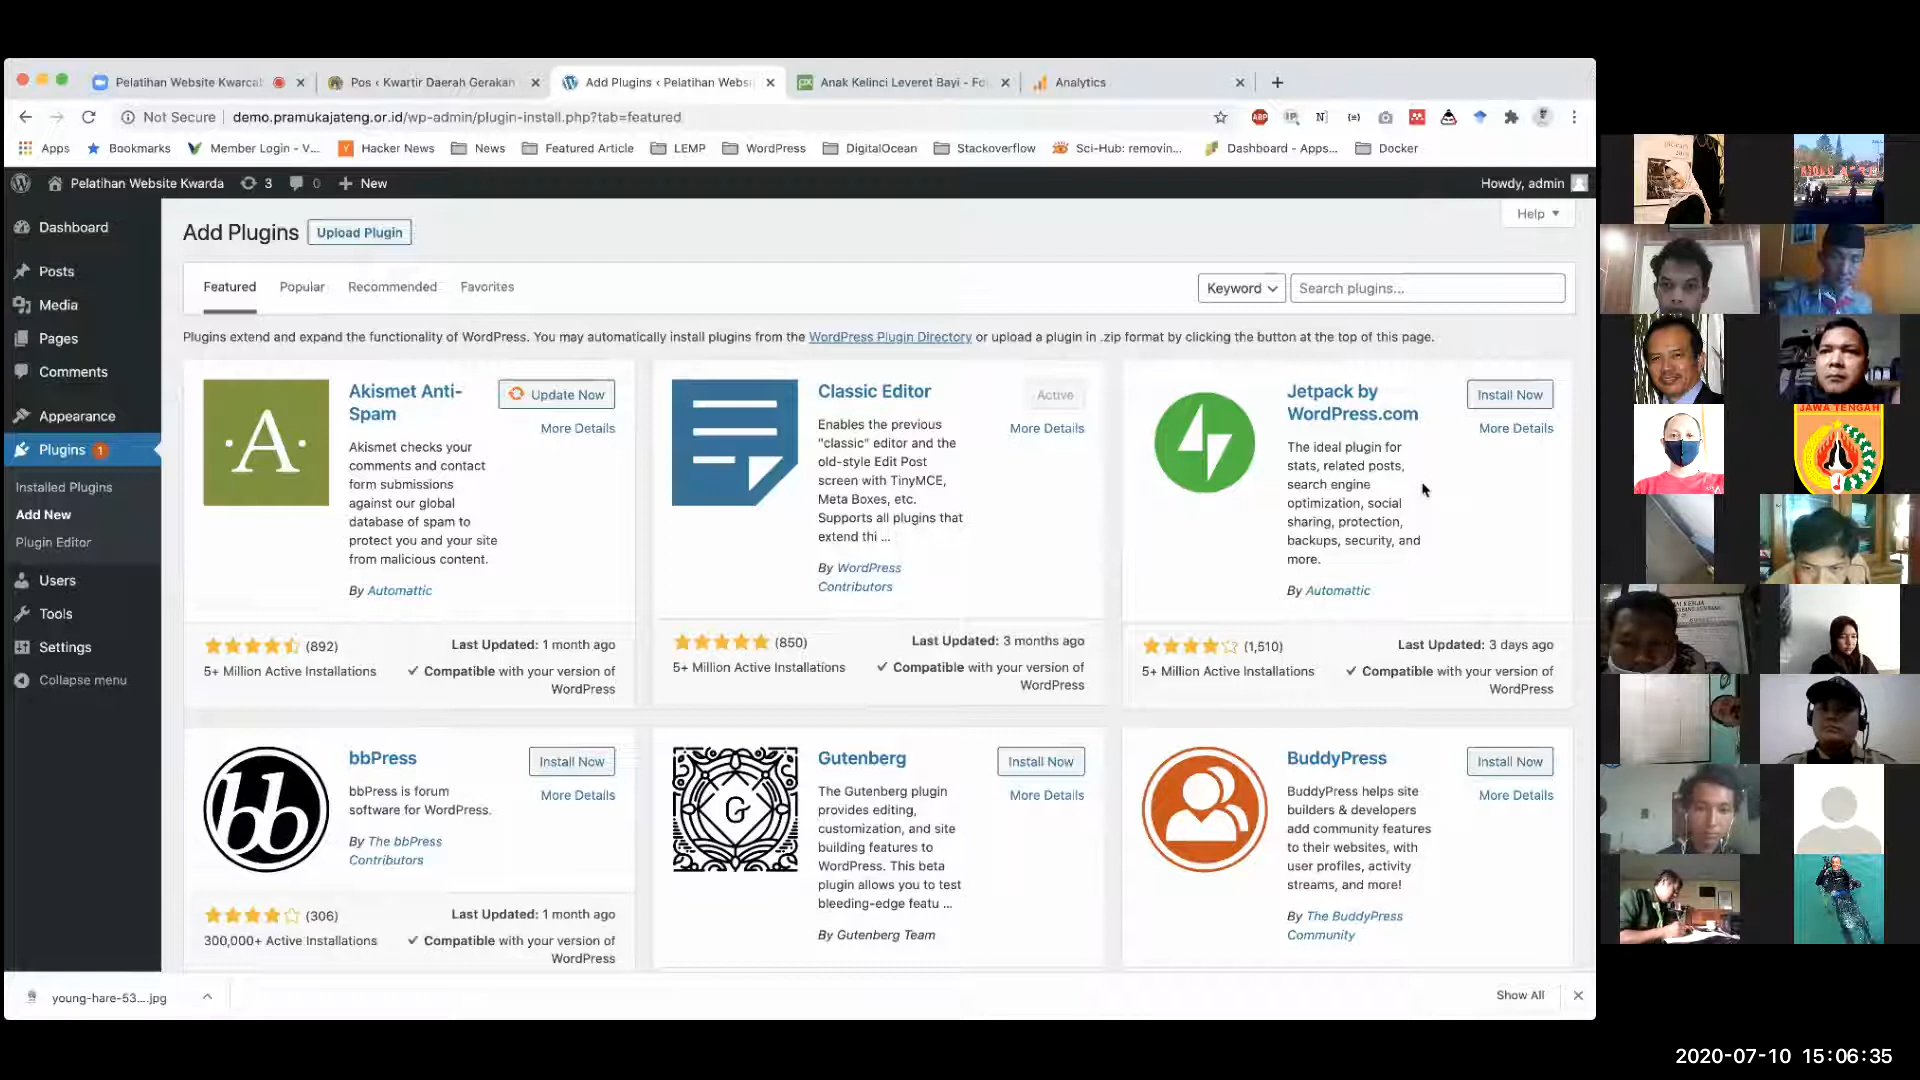 Pelatihan Website Kwarca
Pos ‹ Kwartir Daerah Gerakan
Add Plugins ‹ Pelatihan Webs
Anak Kelinci Leveret Bayi - Fo
Analytics
Not Secure
demo.pramukajateng.or.id/wp-admin/plugin-install.php?tab=featured
Apps
Bookmarks
Member Login - V...
Hacker News
News
Featured Article
LEMP
WordPress
DigitalOcean
Stackoverflow
Sci-Hub: removin...
Dashboard - Apps...
Docker
Pelatihan Website Kwarda
3
0
New
Howdy, admin
Dashboard
Posts
Media
Pages
Comments
Appearance
Plugins 1
Installed Plugins
Add New
Plugin Editor
Users
Tools
Settings
Collapse menu
Help
Add Plugins
Upload Plugin
Featured
Popular
Recommended
Favorites
Keyword
Search plugins...
Plugins extend and expand the functionality of WordPress. You may automatically install plugins from the WordPress Plugin Directory or upload a plugin in .zip format by clicking the button at the top of this page.
A
Akismet Anti-
Spam
Update Now
More Details
Akismet checks your
comments and contact
form submissions
against our global
database of spam to
protect you and your site
from malicious content.
By Automattic
(892)
Last Updated: 1 month ago
5+ Million Active Installations
Compatible with your version of
WordPress
Classic Editor
Active
More Details
Enables the previous
"classic" editor and the
old-style Edit Post
screen with TinyMCE,
Meta Boxes, etc.
Supports all plugins that
extend thi ...
By WordPress
Contributors
(850)
Last Updated: 3 months ago
5+ Million Active Installations
Compatible with your version of
WordPress
Jetpack by
WordPress.com
Install Now
More Details
The ideal plugin for
stats, related posts,
search engine
optimization, social
sharing, protection,
backups, security, and
more.
By Automattic
(1,510)
Last Updated: 3 days ago
5+ Million Active Installations
Compatible with your version of
WordPress
bb
bbPress
Install Now
More Details
bbPress is forum
software for WordPress.
By The bbPress
Contributors
(306)
Last Updated: 1 month ago
300,000+ Active Installations
Compatible with your version of
WordPress
G
Gutenberg
Install Now
More Details
The Gutenberg plugin
provides editing,
customization, and site
building features to
WordPress. This beta
plugin allows you to test
bleeding-edge featu ...
By Gutenberg Team
BuddyPress
Install Now
More Details
BuddyPress helps site
builders & developers
add community features
to their websites, with
user profiles, activity
streams, and more!
By The BuddyPress
Community
young-hare-53....jpg
Show All
JAWA TENGAH
2020-07-10 15:06:35